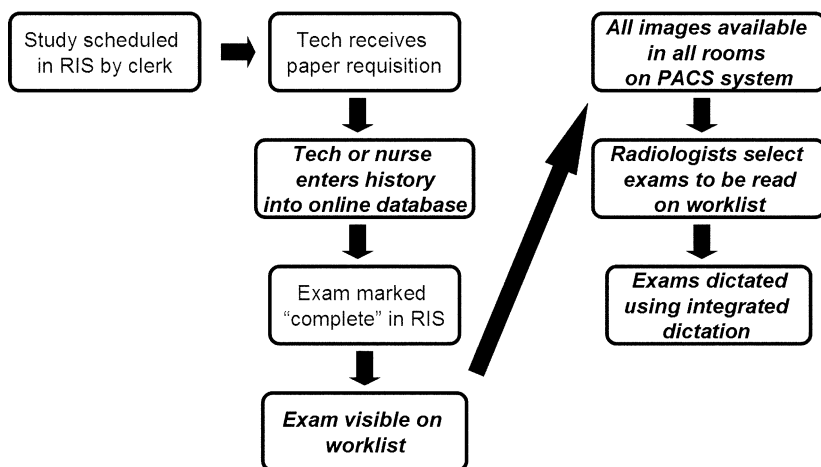 Study scheduled
in RIS by clerk
Tech receives
paper requisition
Tech or nurse
enters history
into online database
Exam marked
“complete” in RIS
Exam visible on
worklist
All images available
in all rooms
on PACS system
Radiologists select
exams to be read
on worklist
Exams dictated
using integrated
dictation